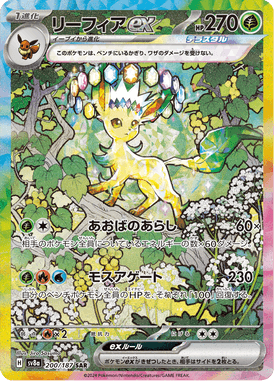 1進化
リーフィアex
HP270
イーブイから進化
テラスタル
このポケモンは、ベンチにいるかぎり、ワザのダメージを受けない。
あおばのあらし 60×
相手のポケモン全員についているエネルギーの数×60ダメージ。
モスアゲート 230
自分のベンチポケモン全員のHPを、それぞれ「100」回復する。
×2 抵抗力 にげる
exルール
ポケモンexがきぜつしたとき、相手はサイドを2枚とる。
H sv8a 200/187 SAR
©2024 Pokémon/Nintendo/Creatures/GAME FREAK.